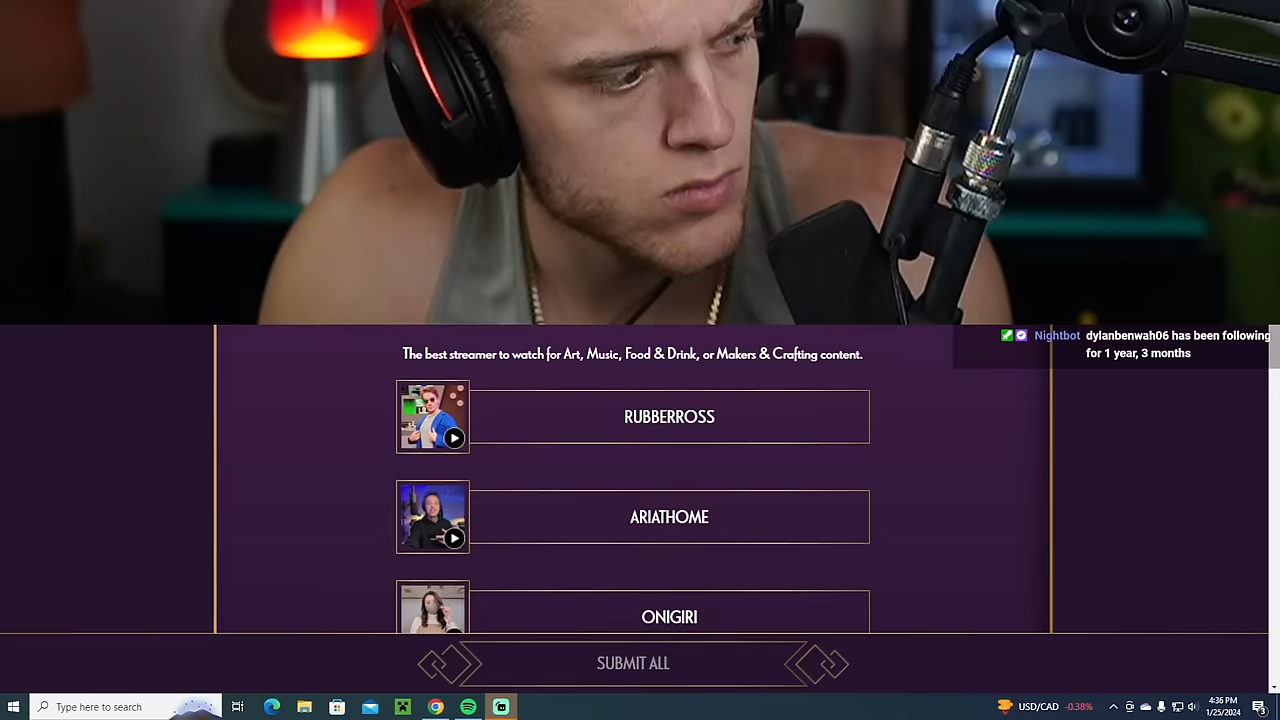 Nightbot dylanbenwah06 has been following
for 1 year, 3 months
The best streamer to watch for Art, Music, Food & Drink, or Makers & Crafting content.
RUBBERROSS
ARIATHOME
ONIGIRI
SUBMIT ALL
Type here to search
USD/CAD -0.38%
4:36 PM
1/25/2024